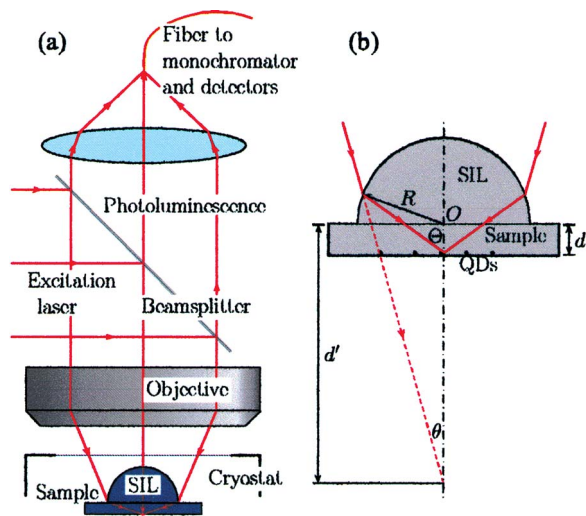 (a)
Fiber to
monochromator
and detectors
Photoluminescence
Excitation
laser
Beamsplitter
Objective
Sample
SIL
Cryostat
(b)
SIL
R
O
Θ
Sample
d
QDs
d′
θ